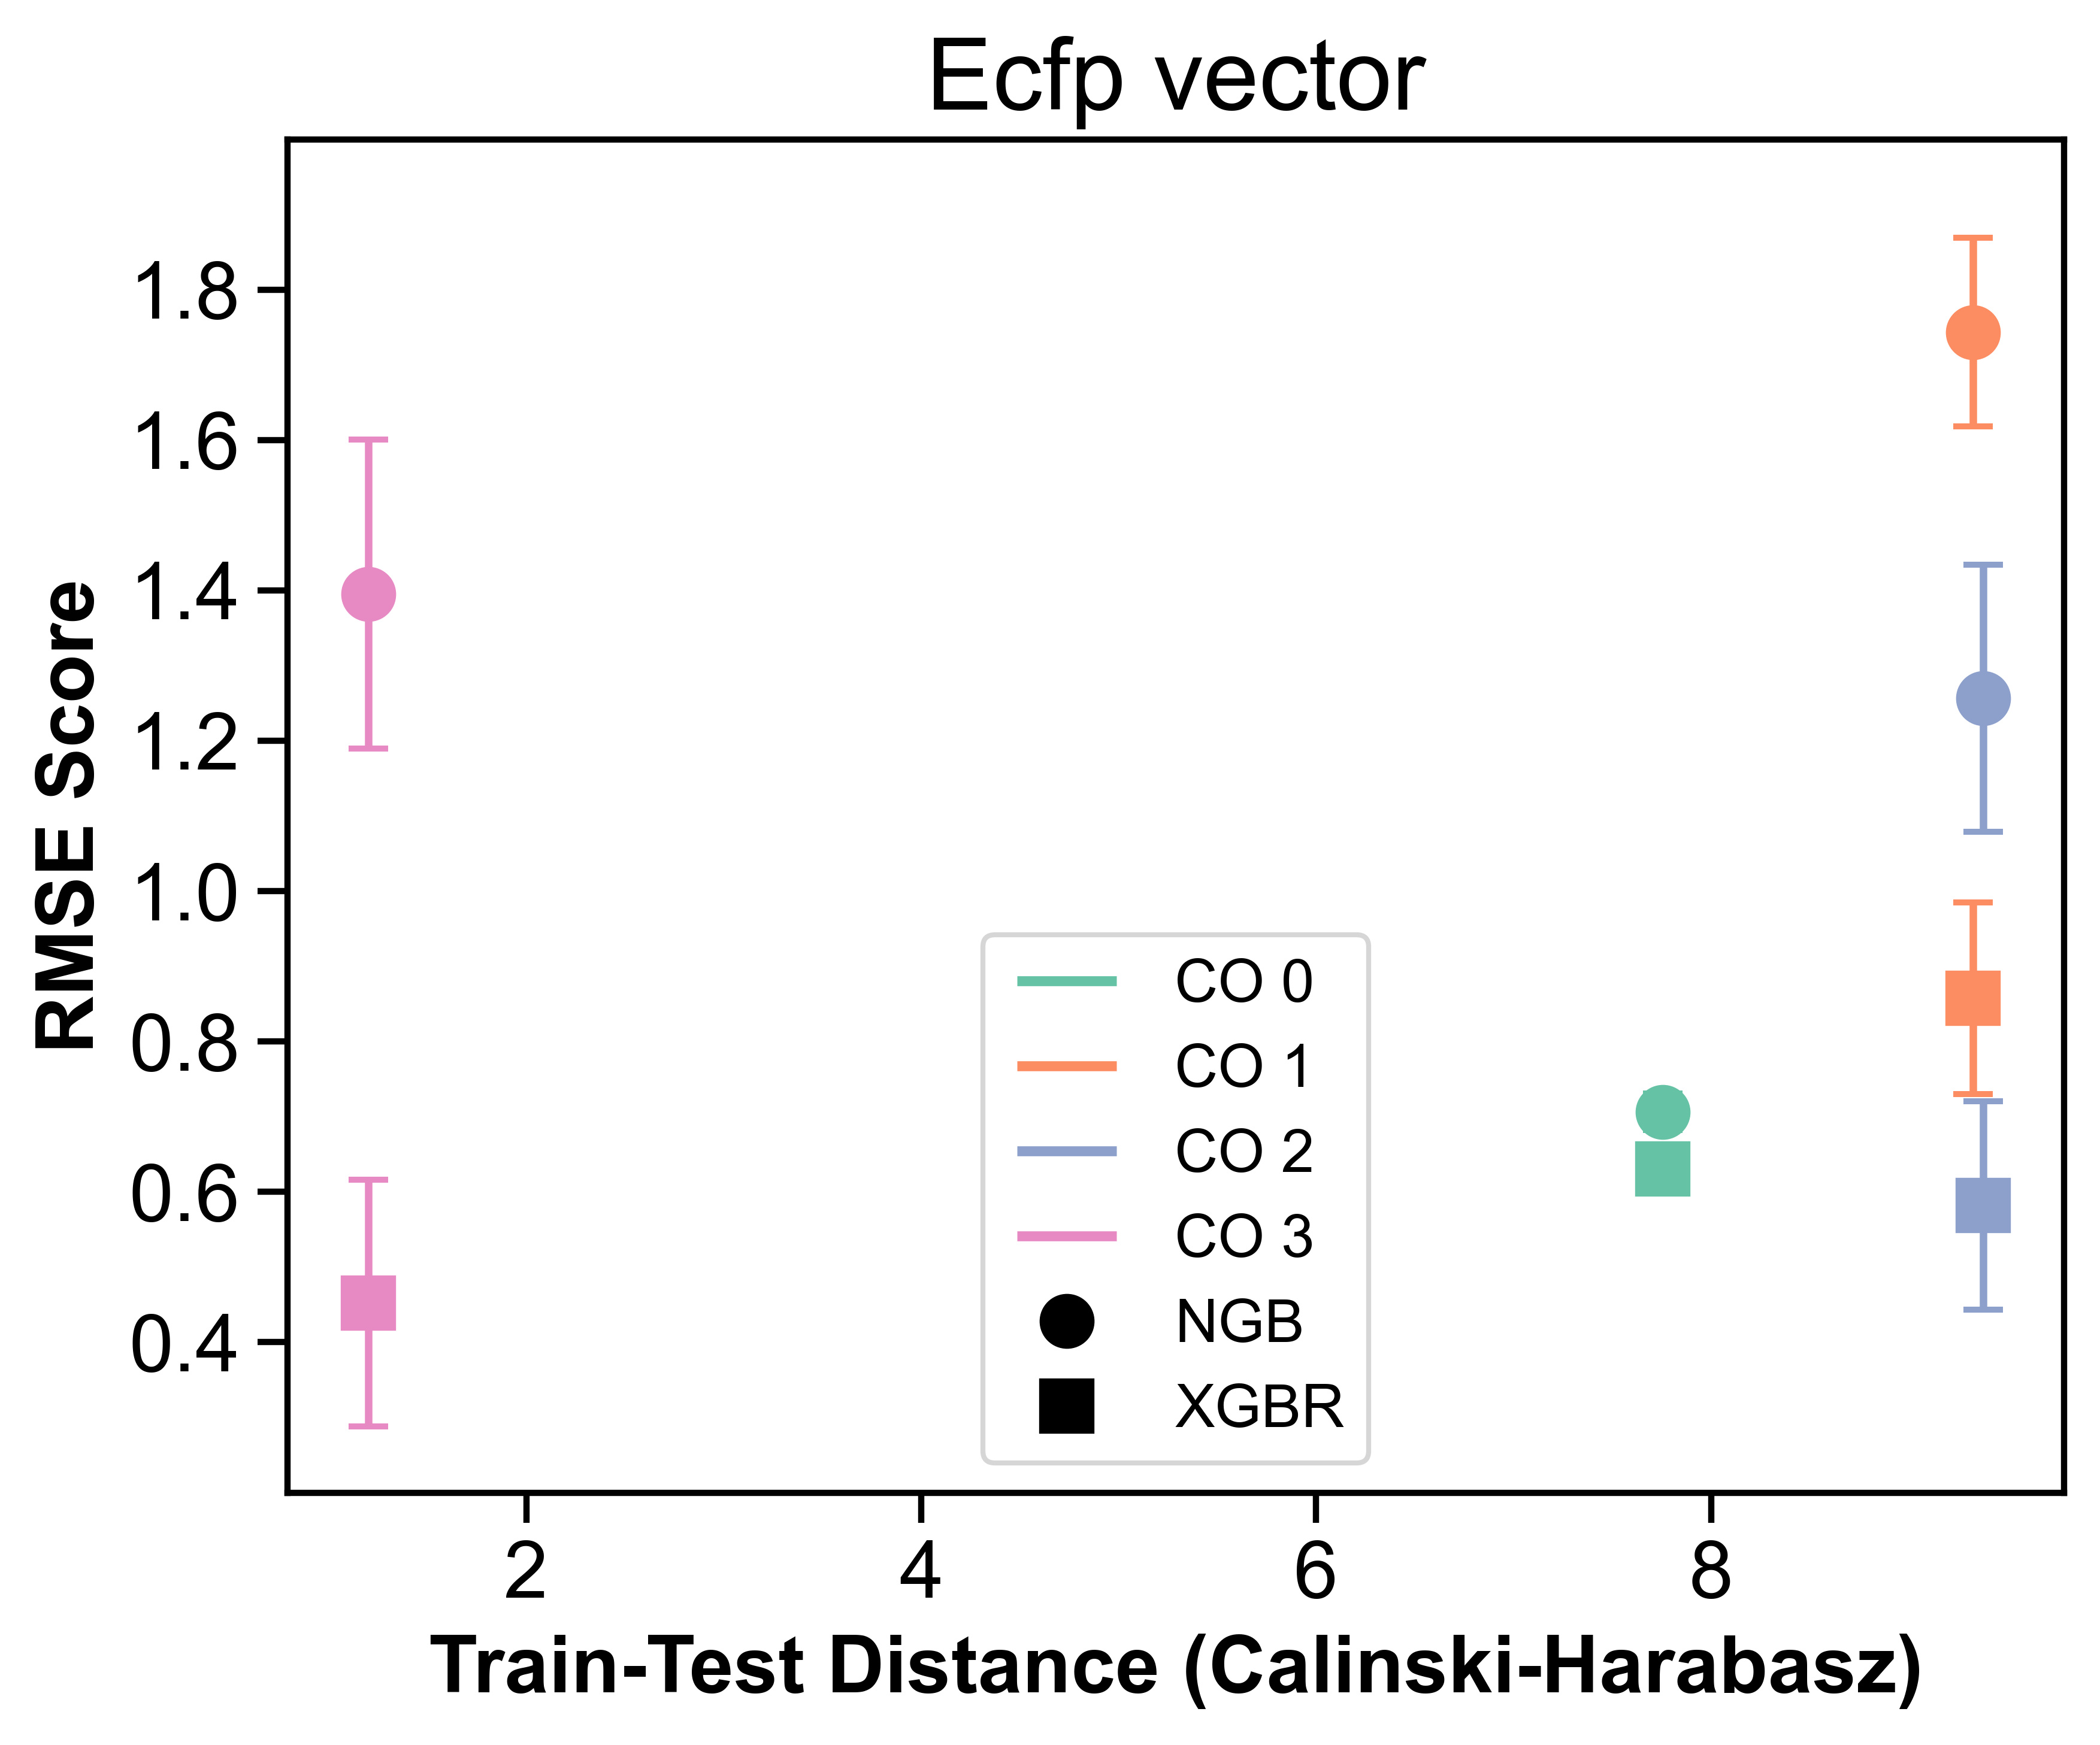 Ecfp vector
RMSE Score
1.8
1.6
1.4
1.2
1.0
0.8
0.6
0.4
CO 0
CO 1
CO 2
CO 3
NGB
XGBR
2 4 6 8
Train-Test Distance (Calinski-Harabasz)